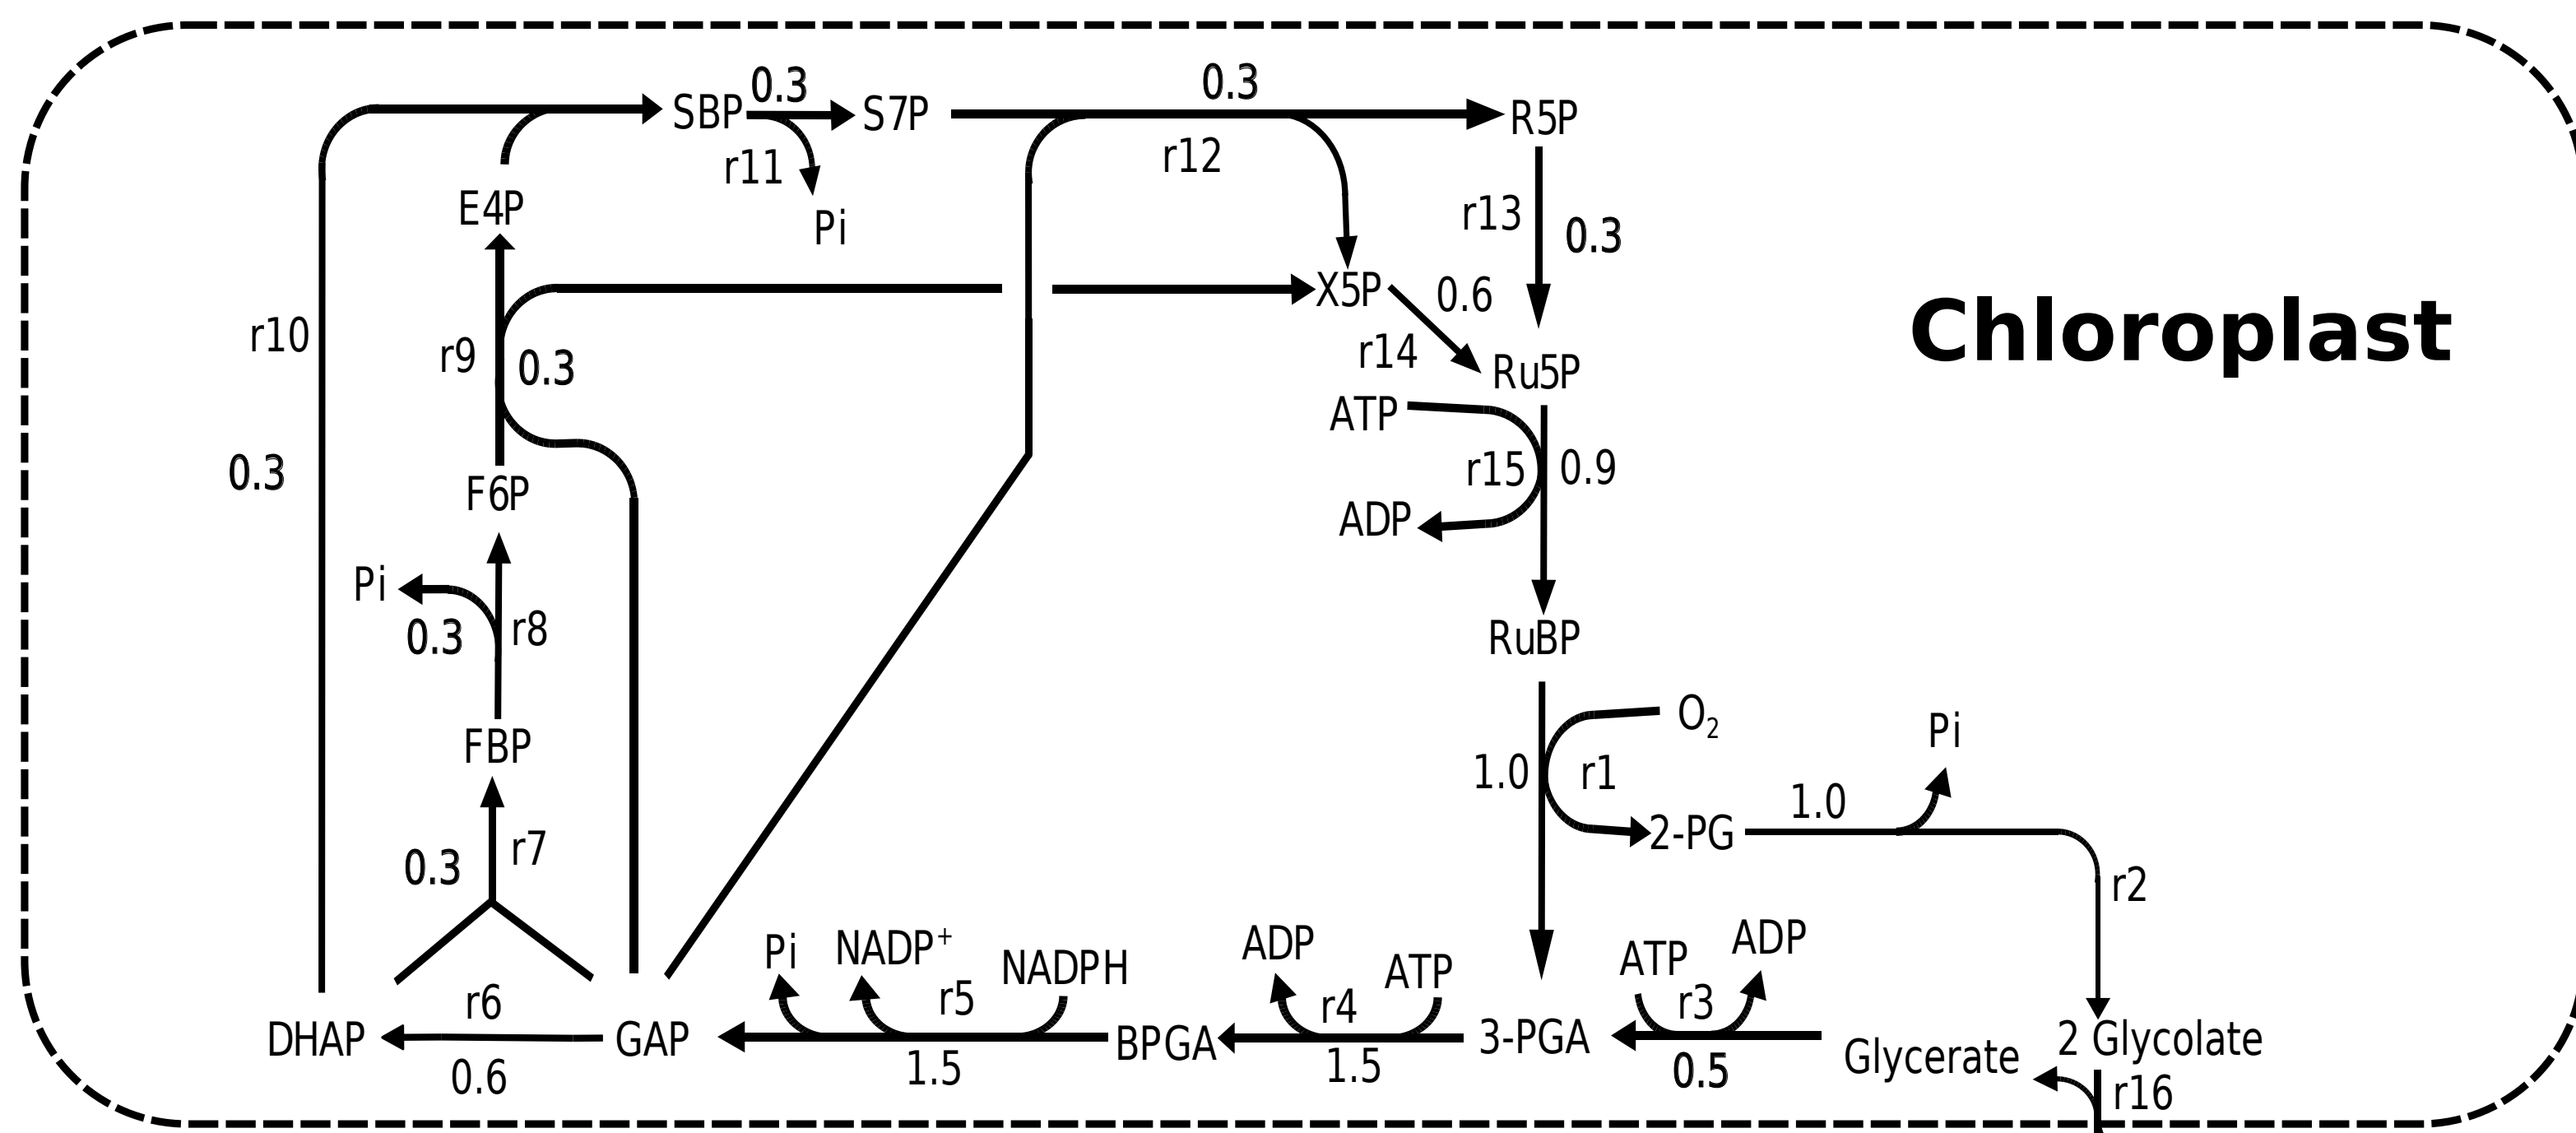 0.3
0.3
SBP
S7P
R5P
r11
r12
E4P
Pi
r13
0.3
X5P
0.6
r10
r9
0.3
r14
Ru5P
Chloroplast
ATP
0.3
r15
0.9
F6P
ADP
Pi
0.3
r8
RuBP
FBP
O₂
Pi
1.0
r1
1.0
2-PG
0.3
r7
r2
Pi
NADP⁺
NADPH
ADP
ATP
ATP
ADP
r6
r5
r4
r3
DHAP
GAP
BPGA
3-PGA
Glycerate
2 Glycolate
0.6
1.5
1.5
0.5
r16